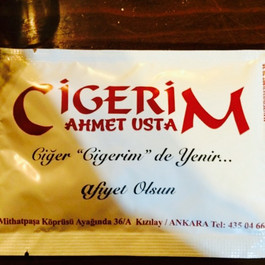 CİGERİM
AHMET USTA
Ciğer "Cigerim" de Yenir...
afiyet Olsun
Mithatpaşa Köprüsü Ayağında 36/A Kızılay / ANKARA Tel: 435 04 66